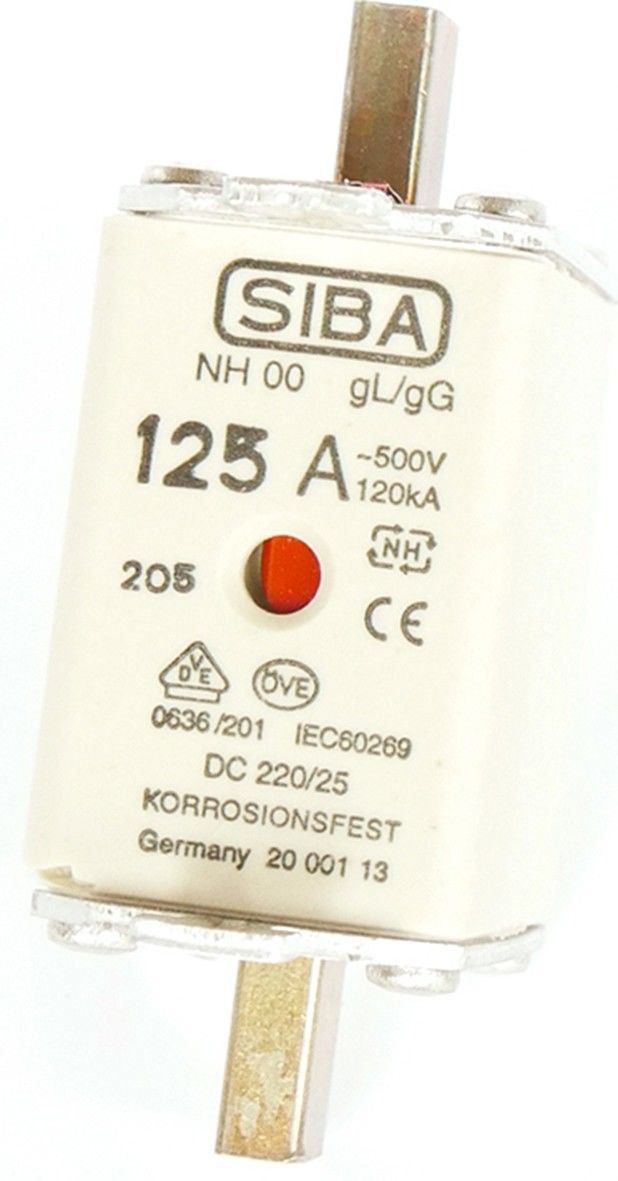 SIBA
NH 00 gL/gG
125 A ~500V
120kA
NH
205
CE
DVE
ÖVE
0636/201 IEC60269
DC 220/25
KORROSIONSFEST
Germany 20 001 13